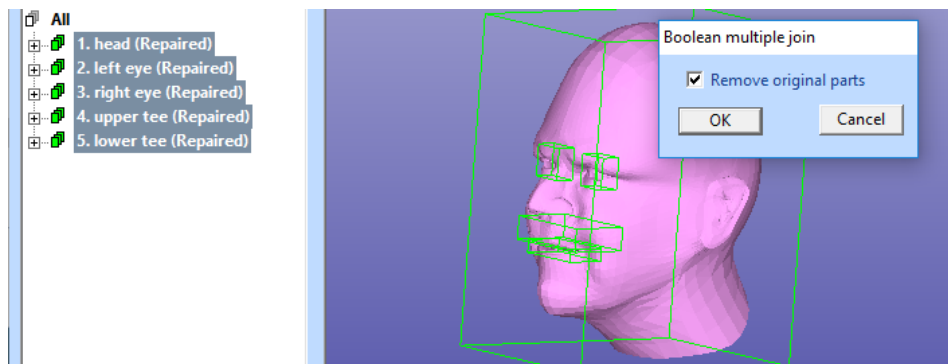 All
1. head (Repaired)
2. left eye (Repaired)
3. right eye (Repaired)
4. upper tee (Repaired)
5. lower tee (Repaired)
Boolean multiple join
Remove original parts
OK
Cancel